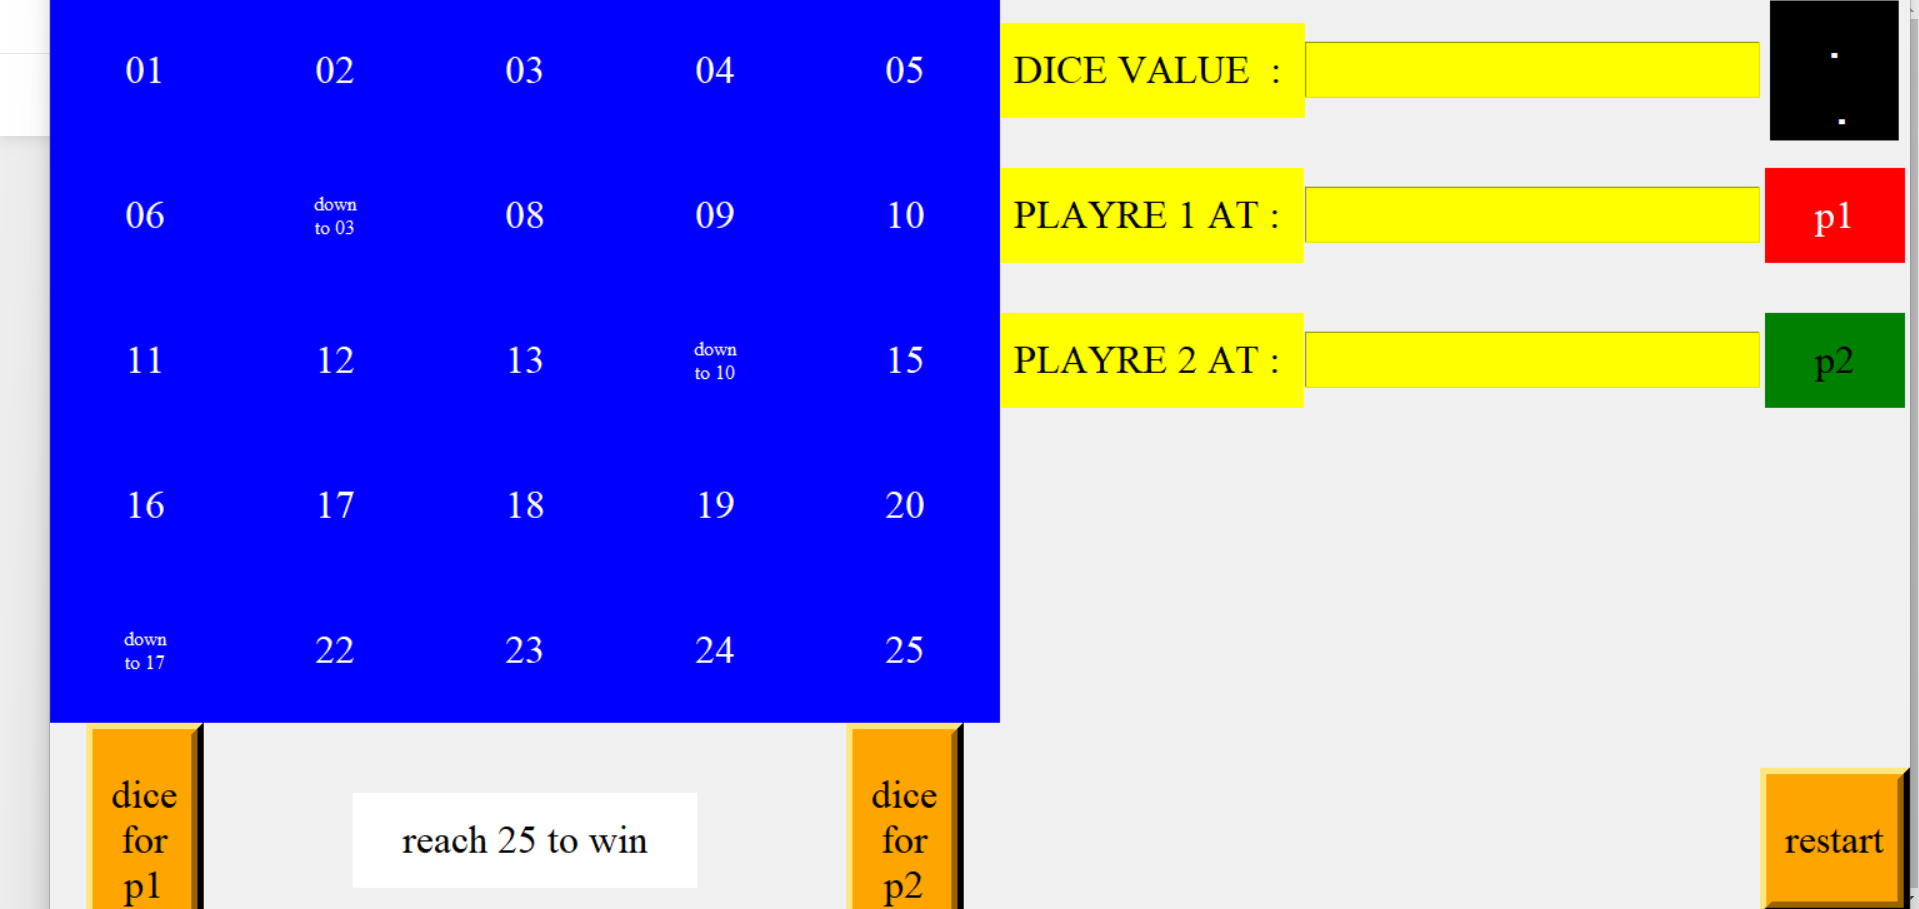 01 02 03 04 05 DICE VALUE :
06 down to 03 08 09 10 PLAYRE 1 AT : p1
11 12 13 down to 10 15 PLAYRE 2 AT : p2
16 17 18 19 20
down to 17 22 23 24 25
dice for p1
reach 25 to win
dice for p2
restart